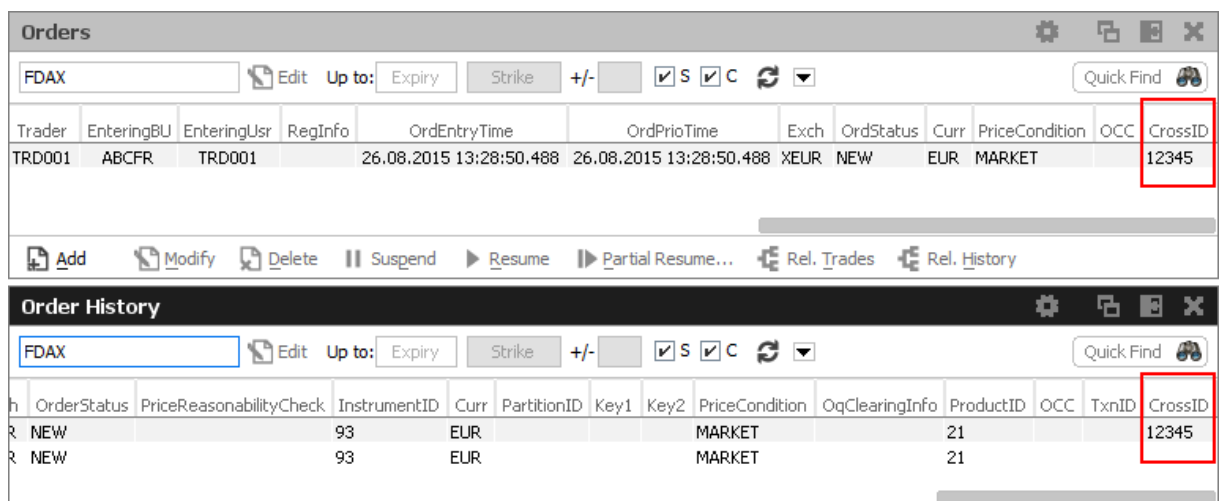 Orders
FDAX Edit Up to: Expiry Strike +/- S C Quick Find
Trader EnteringBU EnteringUsr RegInfo OrdEntryTime OrdPrioTime Exch OrdStatus Curr PriceCondition OCC CrossID
TRD001 ABCFR TRD001 26.08.2015 13:28:50.488 26.08.2015 13:28:50.488 XEUR NEW EUR MARKET 12345
Add Modify Delete Suspend Resume Partial Resume... Rel. Trades Rel. History
Order History
FDAX Edit Up to: Expiry Strike +/- S C Quick Find
h OrderStatus PriceReasonabilityCheck InstrumentID Curr PartitionID Key1 Key2 PriceCondition OqClearingInfo ProductID OCC TxnID CrossID
R NEW 93 EUR MARKET 21 12345
R NEW 93 EUR MARKET 21